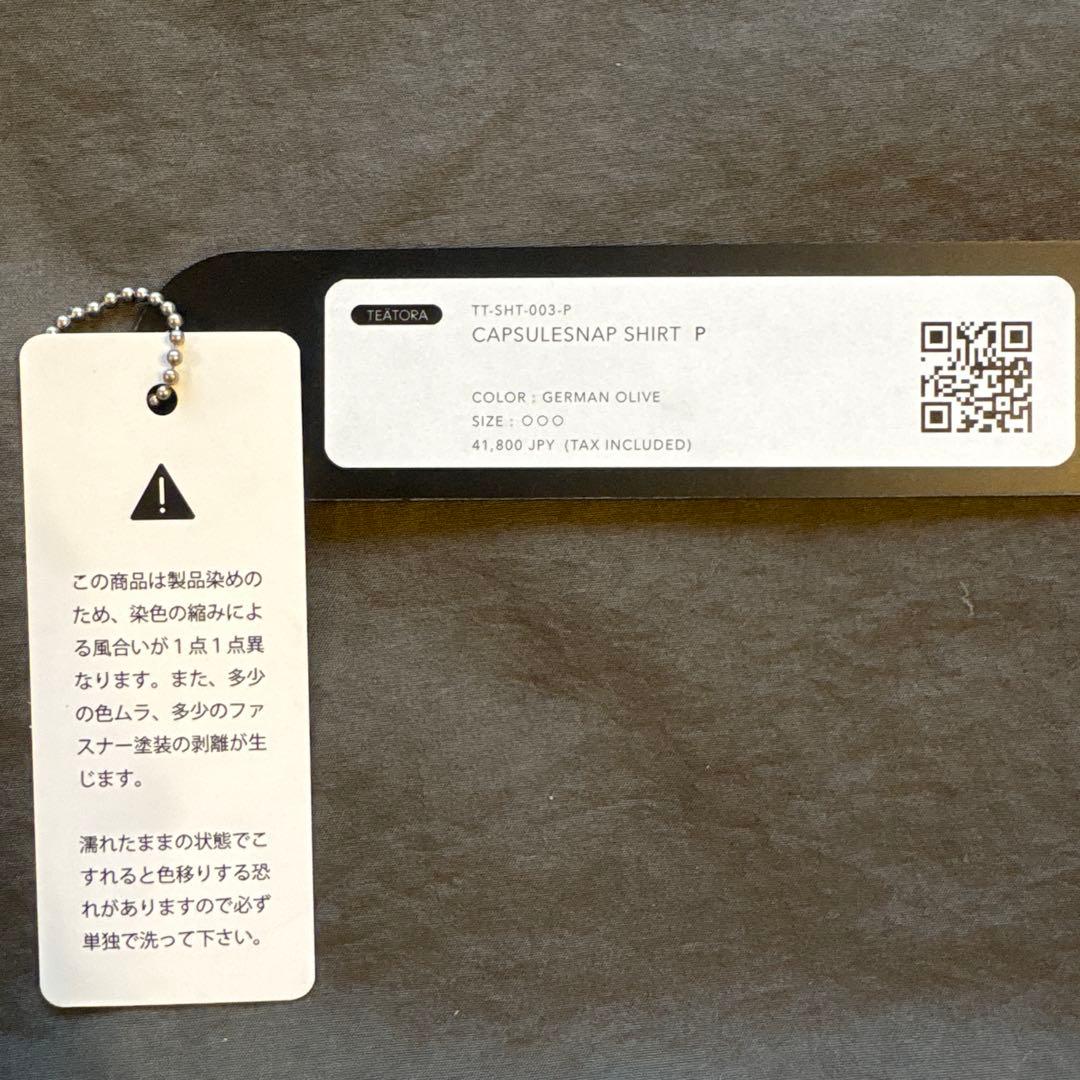 TEÄTORA
TT-SHT-003-P
CAPSULESNAP SHIRT P
COLOR : GERMAN OLIVE
SIZE : ○○○
41,800 JPY (TAX INCLUDED)
この商品は製品染めの
ため、染色の縮みによ
る風合いが１点１点異
なります。また、多少
の色ムラ、多少のファ
スナー塗装の剥離が生
じます。
濡れたままの状態でこ
すれると色移りする恐
れがありますので必ず
単独で洗って下さい。